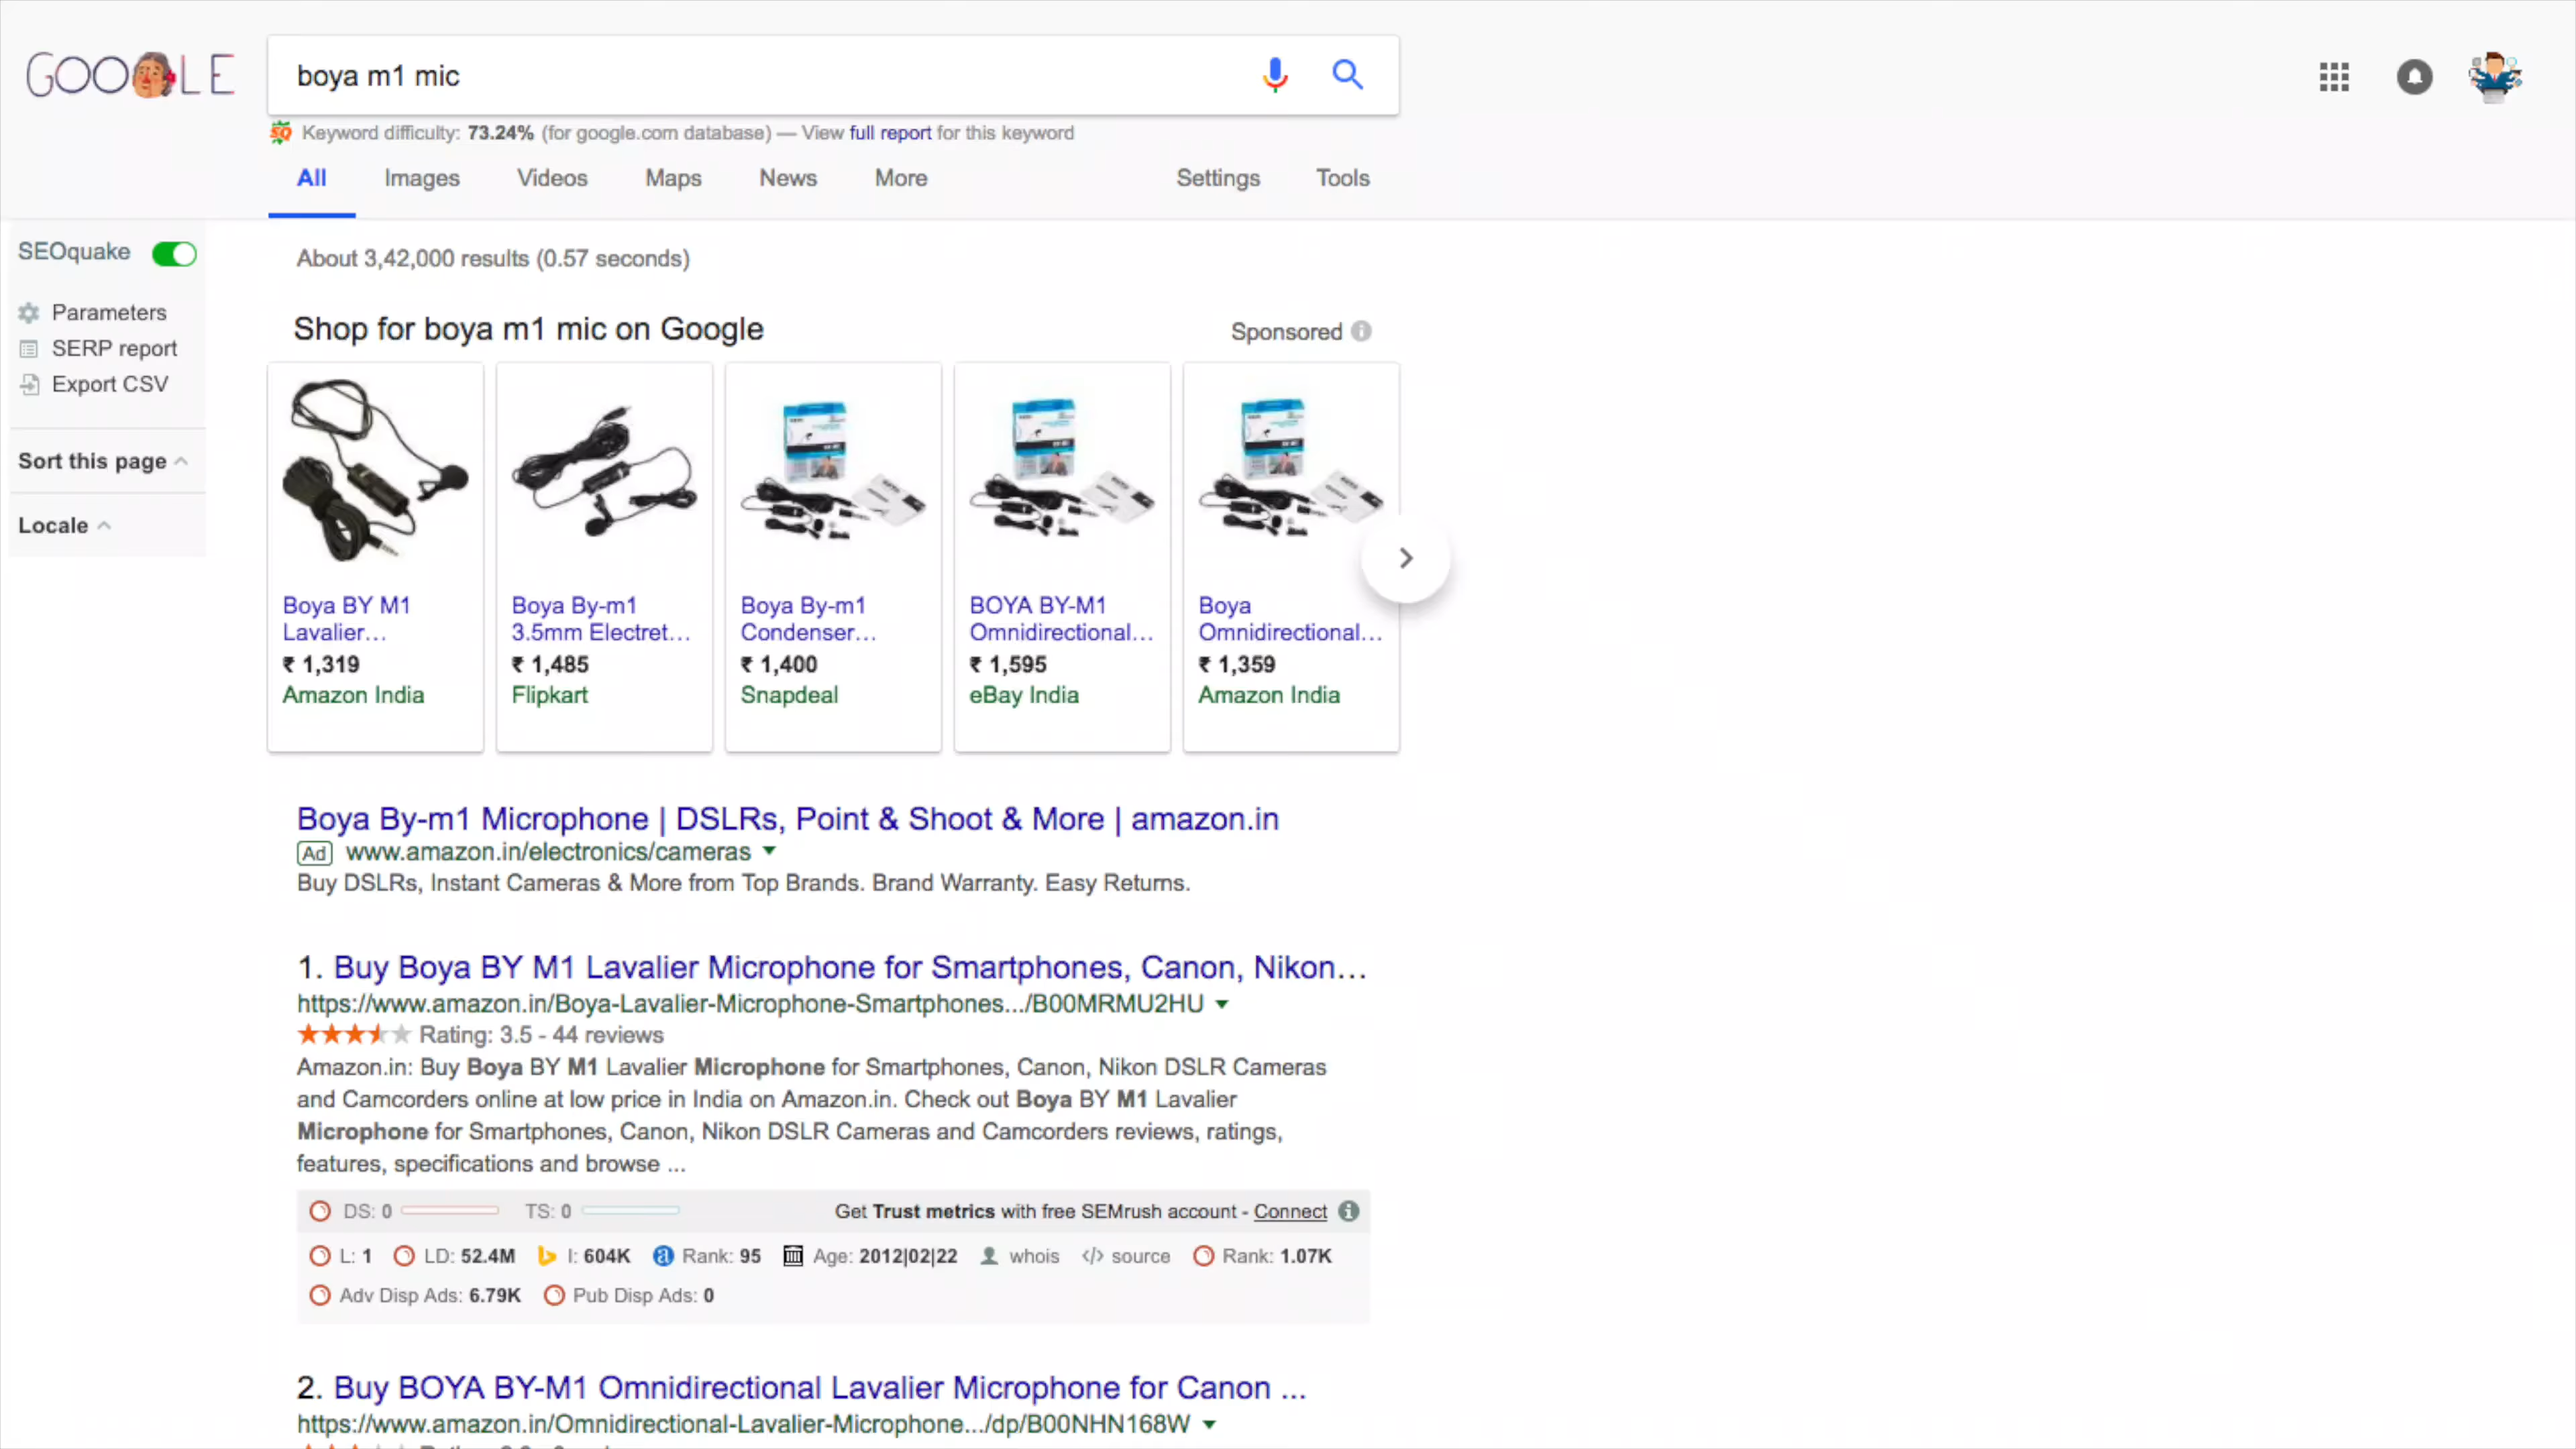 GOOGLE
boya m1 mic
Keyword difficulty: 73.24% (for google.com database) — View full report for this keyword
All Images Videos Maps News More Settings Tools
SEOquake
Parameters
SERP report
Export CSV
Sort this page
Locale
About 3,42,000 results (0.57 seconds)
Shop for boya m1 mic on Google Sponsored
Boya BY M1
Lavalier...
₹ 1,319
Amazon India
Boya By-m1
3.5mm Electret...
₹ 1,485
Flipkart
Boya By-m1
Condenser...
₹ 1,400
Snapdeal
BOYA BY-M1
Omnidirectional...
₹ 1,595
eBay India
Boya
Omnidirectional...
₹ 1,359
Amazon India
Boya By-m1 Microphone | DSLRs, Point & Shoot & More | amazon.in
Ad www.amazon.in/electronics/cameras
Buy DSLRs, Instant Cameras & More from Top Brands. Brand Warranty. Easy Returns.
1. Buy Boya BY M1 Lavalier Microphone for Smartphones, Canon, Nikon...
https://www.amazon.in/Boya-Lavalier-Microphone-Smartphones.../B00MRMU2HU
Rating: 3.5 - 44 reviews
Amazon.in: Buy Boya BY M1 Lavalier Microphone for Smartphones, Canon, Nikon DSLR Cameras
and Camcorders online at low price in India on Amazon.in. Check out Boya BY M1 Lavalier
Microphone for Smartphones, Canon, Nikon DSLR Cameras and Camcorders reviews, ratings,
features, specifications and browse ...
DS: 0 TS: 0 Get Trust metrics with free SEMrush account - Connect
L: 1 LD: 52.4M I: 604K Rank: 95 Age: 2012|02|22 whois </> source Rank: 1.07K
Adv Disp Ads: 6.79K Pub Disp Ads: 0
2. Buy BOYA BY-M1 Omnidirectional Lavalier Microphone for Canon ...
https://www.amazon.in/Omnidirectional-Lavalier-Microphone.../dp/B00NHN168W